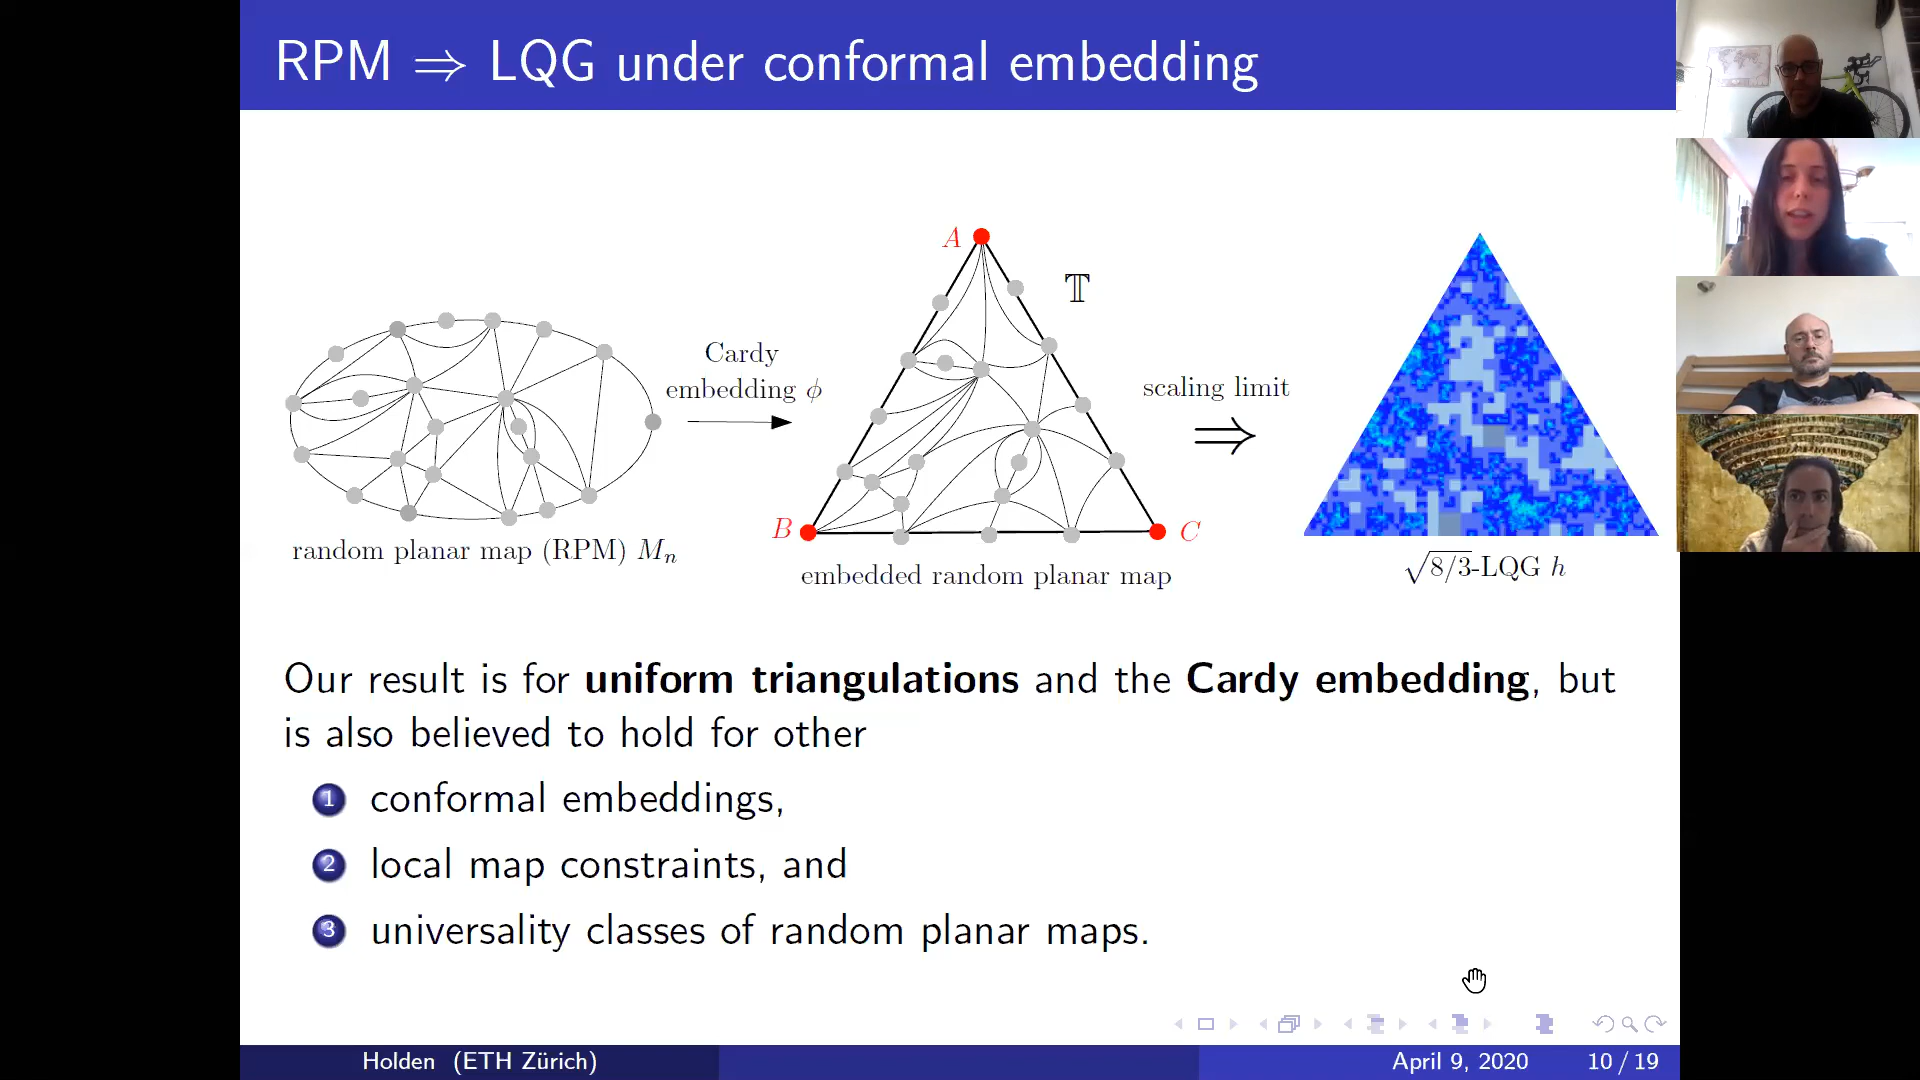 RPM ⇒ LQG under conformal embedding
A
𝕋
Cardy
embedding ϕ
scaling limit
B
C
random planar map (RPM) Mₙ
embedded random planar map
√8/3-LQG h
Our result is for uniform triangulations and the Cardy embedding, but
is also believed to hold for other
1 conformal embeddings,
2 local map constraints, and
3 universality classes of random planar maps.
Holden (ETH Zürich)
April 9, 2020
10 / 19